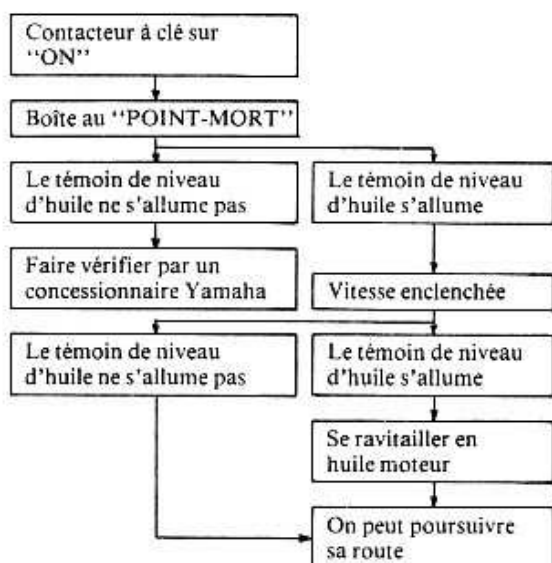 Contacteur à clé sur
“ON”
Boîte au “POINT-MORT”
Le témoin de niveau
d'huile ne s'allume pas
Le témoin de niveau
d'huile s'allume
Faire vérifier par un
concessionnaire Yamaha
Vitesse enclenchée
Le témoin de niveau
d'huile ne s'allume pas
Le témoin de niveau
d'huile s'allume
Se ravitailler en
huile moteur
On peut poursuivre
sa route